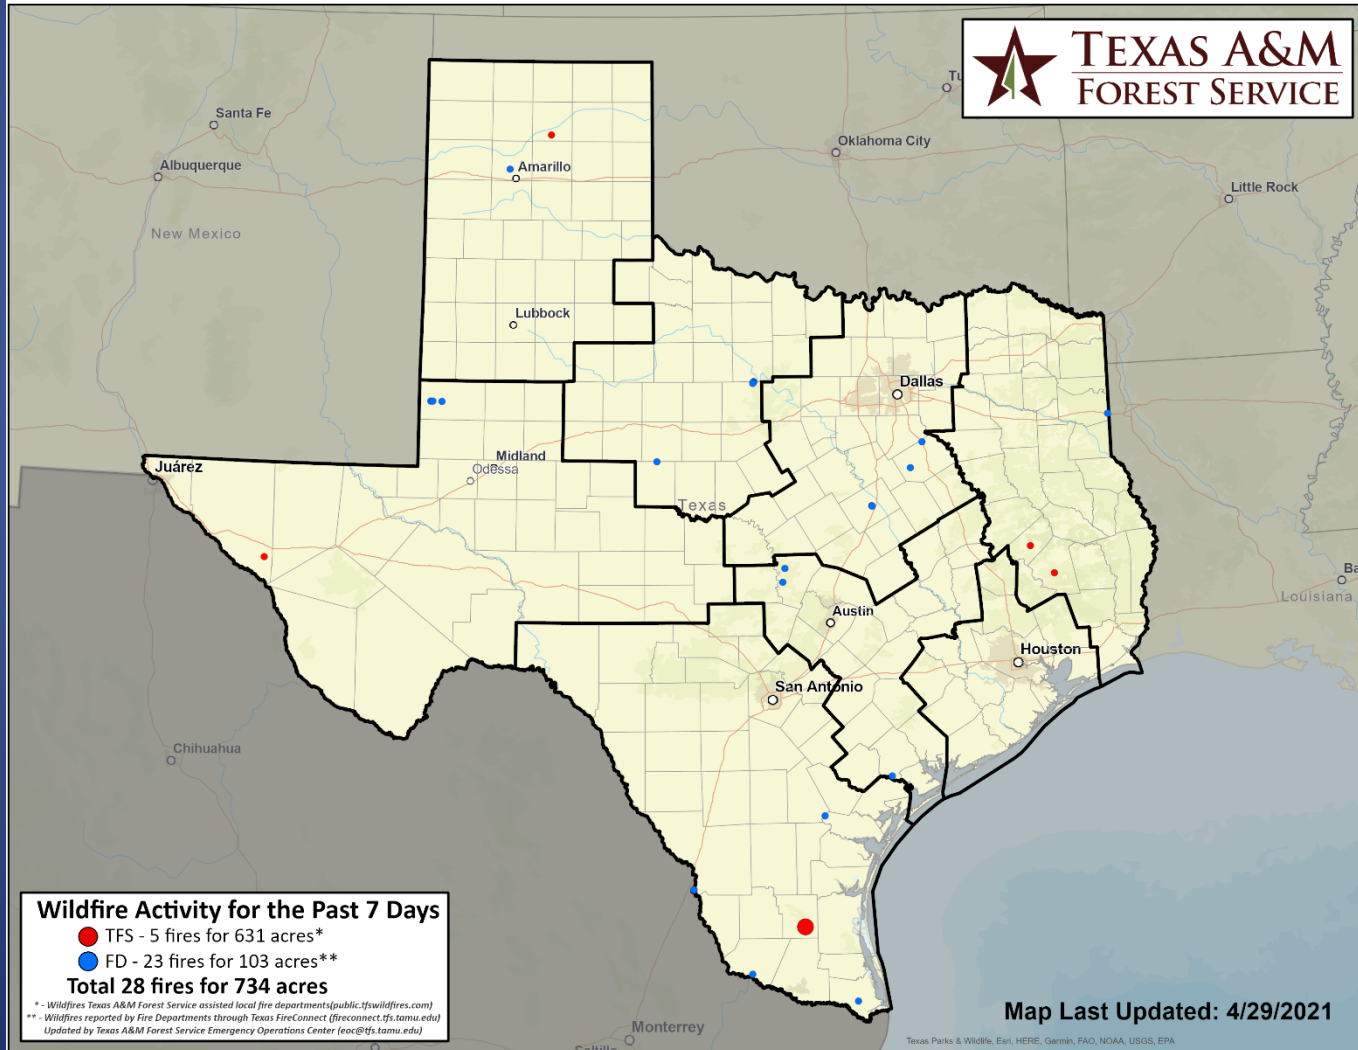 TEXAS A&M
FOREST SERVICE
Tu
Santa Fe
Oklahoma City
Albuquerque
Amarillo
Little Rock
New Mexico
Lubbock
Dallas
Midland
Odessa
Juárez
Texas
Ba
Louisiana
Austin
Houston
San Antonio
Chihuahua
Wildfire Activity for the Past 7 Days
TFS - 5 fires for 631 acres*
FD - 23 fires for 103 acres**
Total 28 fires for 734 acres
* - Wildfires Texas A&M Forest Service assisted local fire departments(public.tfswildfires.com)
** - Wildfires reported by Fire Departments through Texas FireConnect (fireconnect.tfs.tamu.edu)
Updated by Texas A&M Forest Service Emergency Operations Center (eoc@tfs.tamu.edu)
Map Last Updated: 4/29/2021
Monterrey
Texas Parks & Wildlife, Esri, HERE, Garmin, FAO, NOAA, USGS, EPA
Saltillo